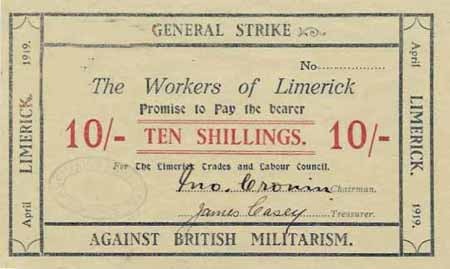 GENERAL STRIKE
No
The Workers of Limerick
Promise to Pay the bearer
10/- TEN SHILLINGS. 10/-
For The Limerick Trades and Labour Council.
Jno. Cronin Chairman.
James Casey Treasurer.
AGAINST BRITISH MILITARISM.
April LIMERICK. 1919.
April LIMERICK. 1919.